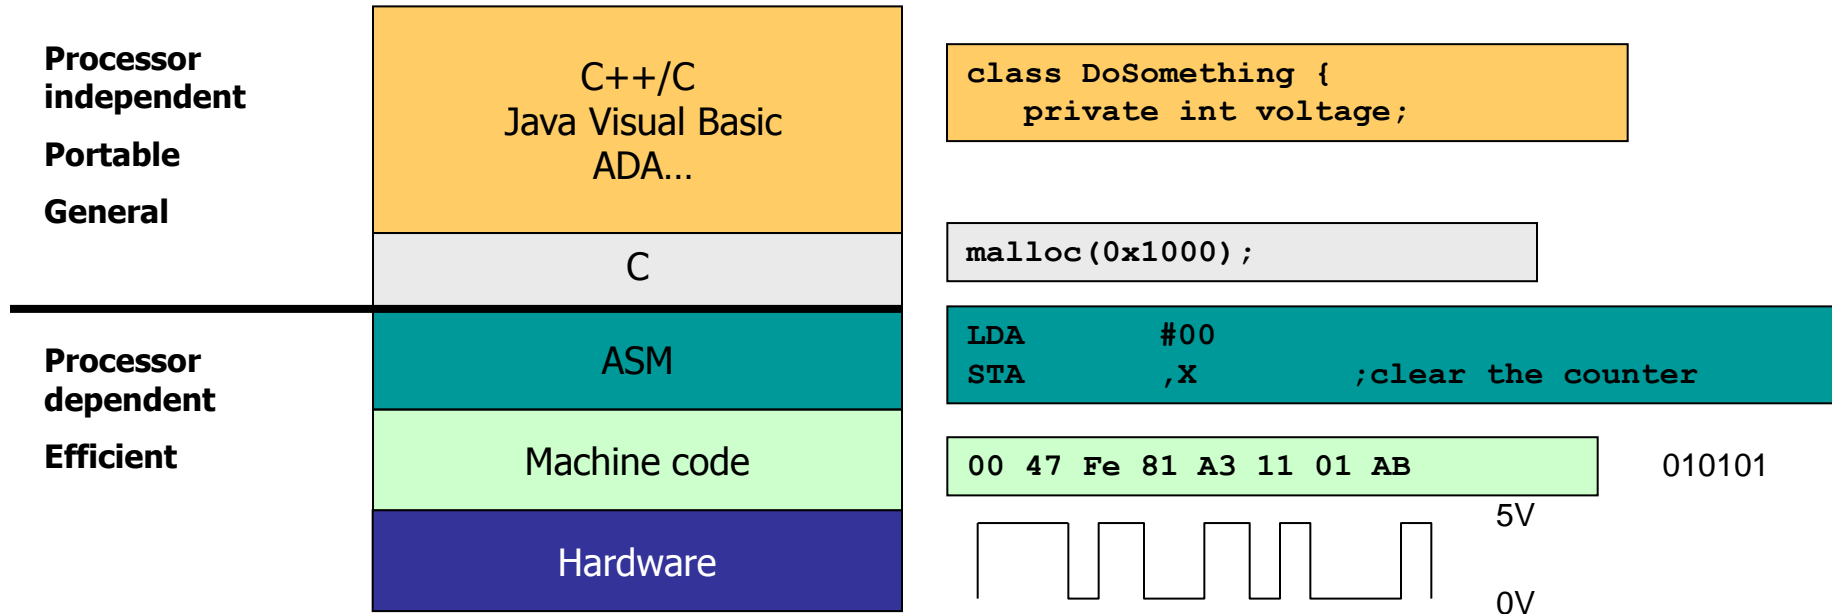 Processor
independent
Portable
General
C++/C
Java Visual Basic
ADA...
class DoSomething {
private int voltage;
C
malloc(0x1000);
Processor
dependent
Efficient
ASM
LDA #00
STA ,X ;clear the counter
Machine code
00 47 Fe 81 A3 11 01 AB
010101
Hardware
5V
0V